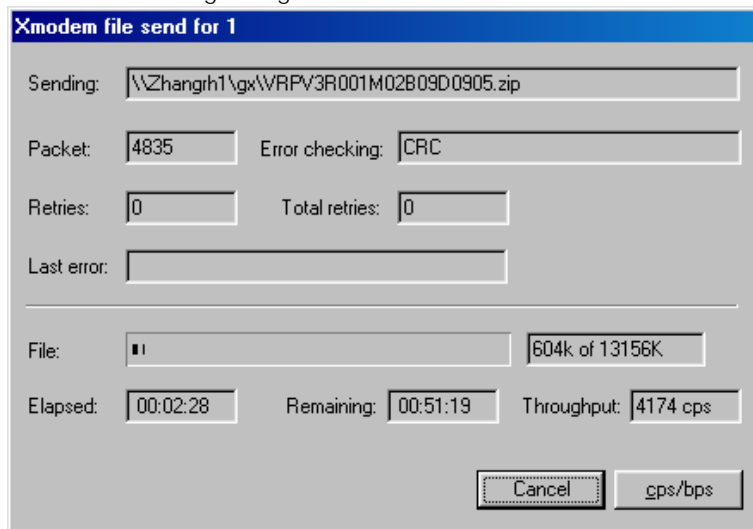 Xmodem file send for 1
Sending: \\Zhangrh1\gx\VRPV3R001M02B09D0905.zip
Packet: 4835 Error checking: CRC
Retries: 0 Total retries: 0
Last error:
File: 604k of 13156K
Elapsed: 00:02:28 Remaining: 00:51:19 Throughput: 4174 cps
Cancel cps/bps